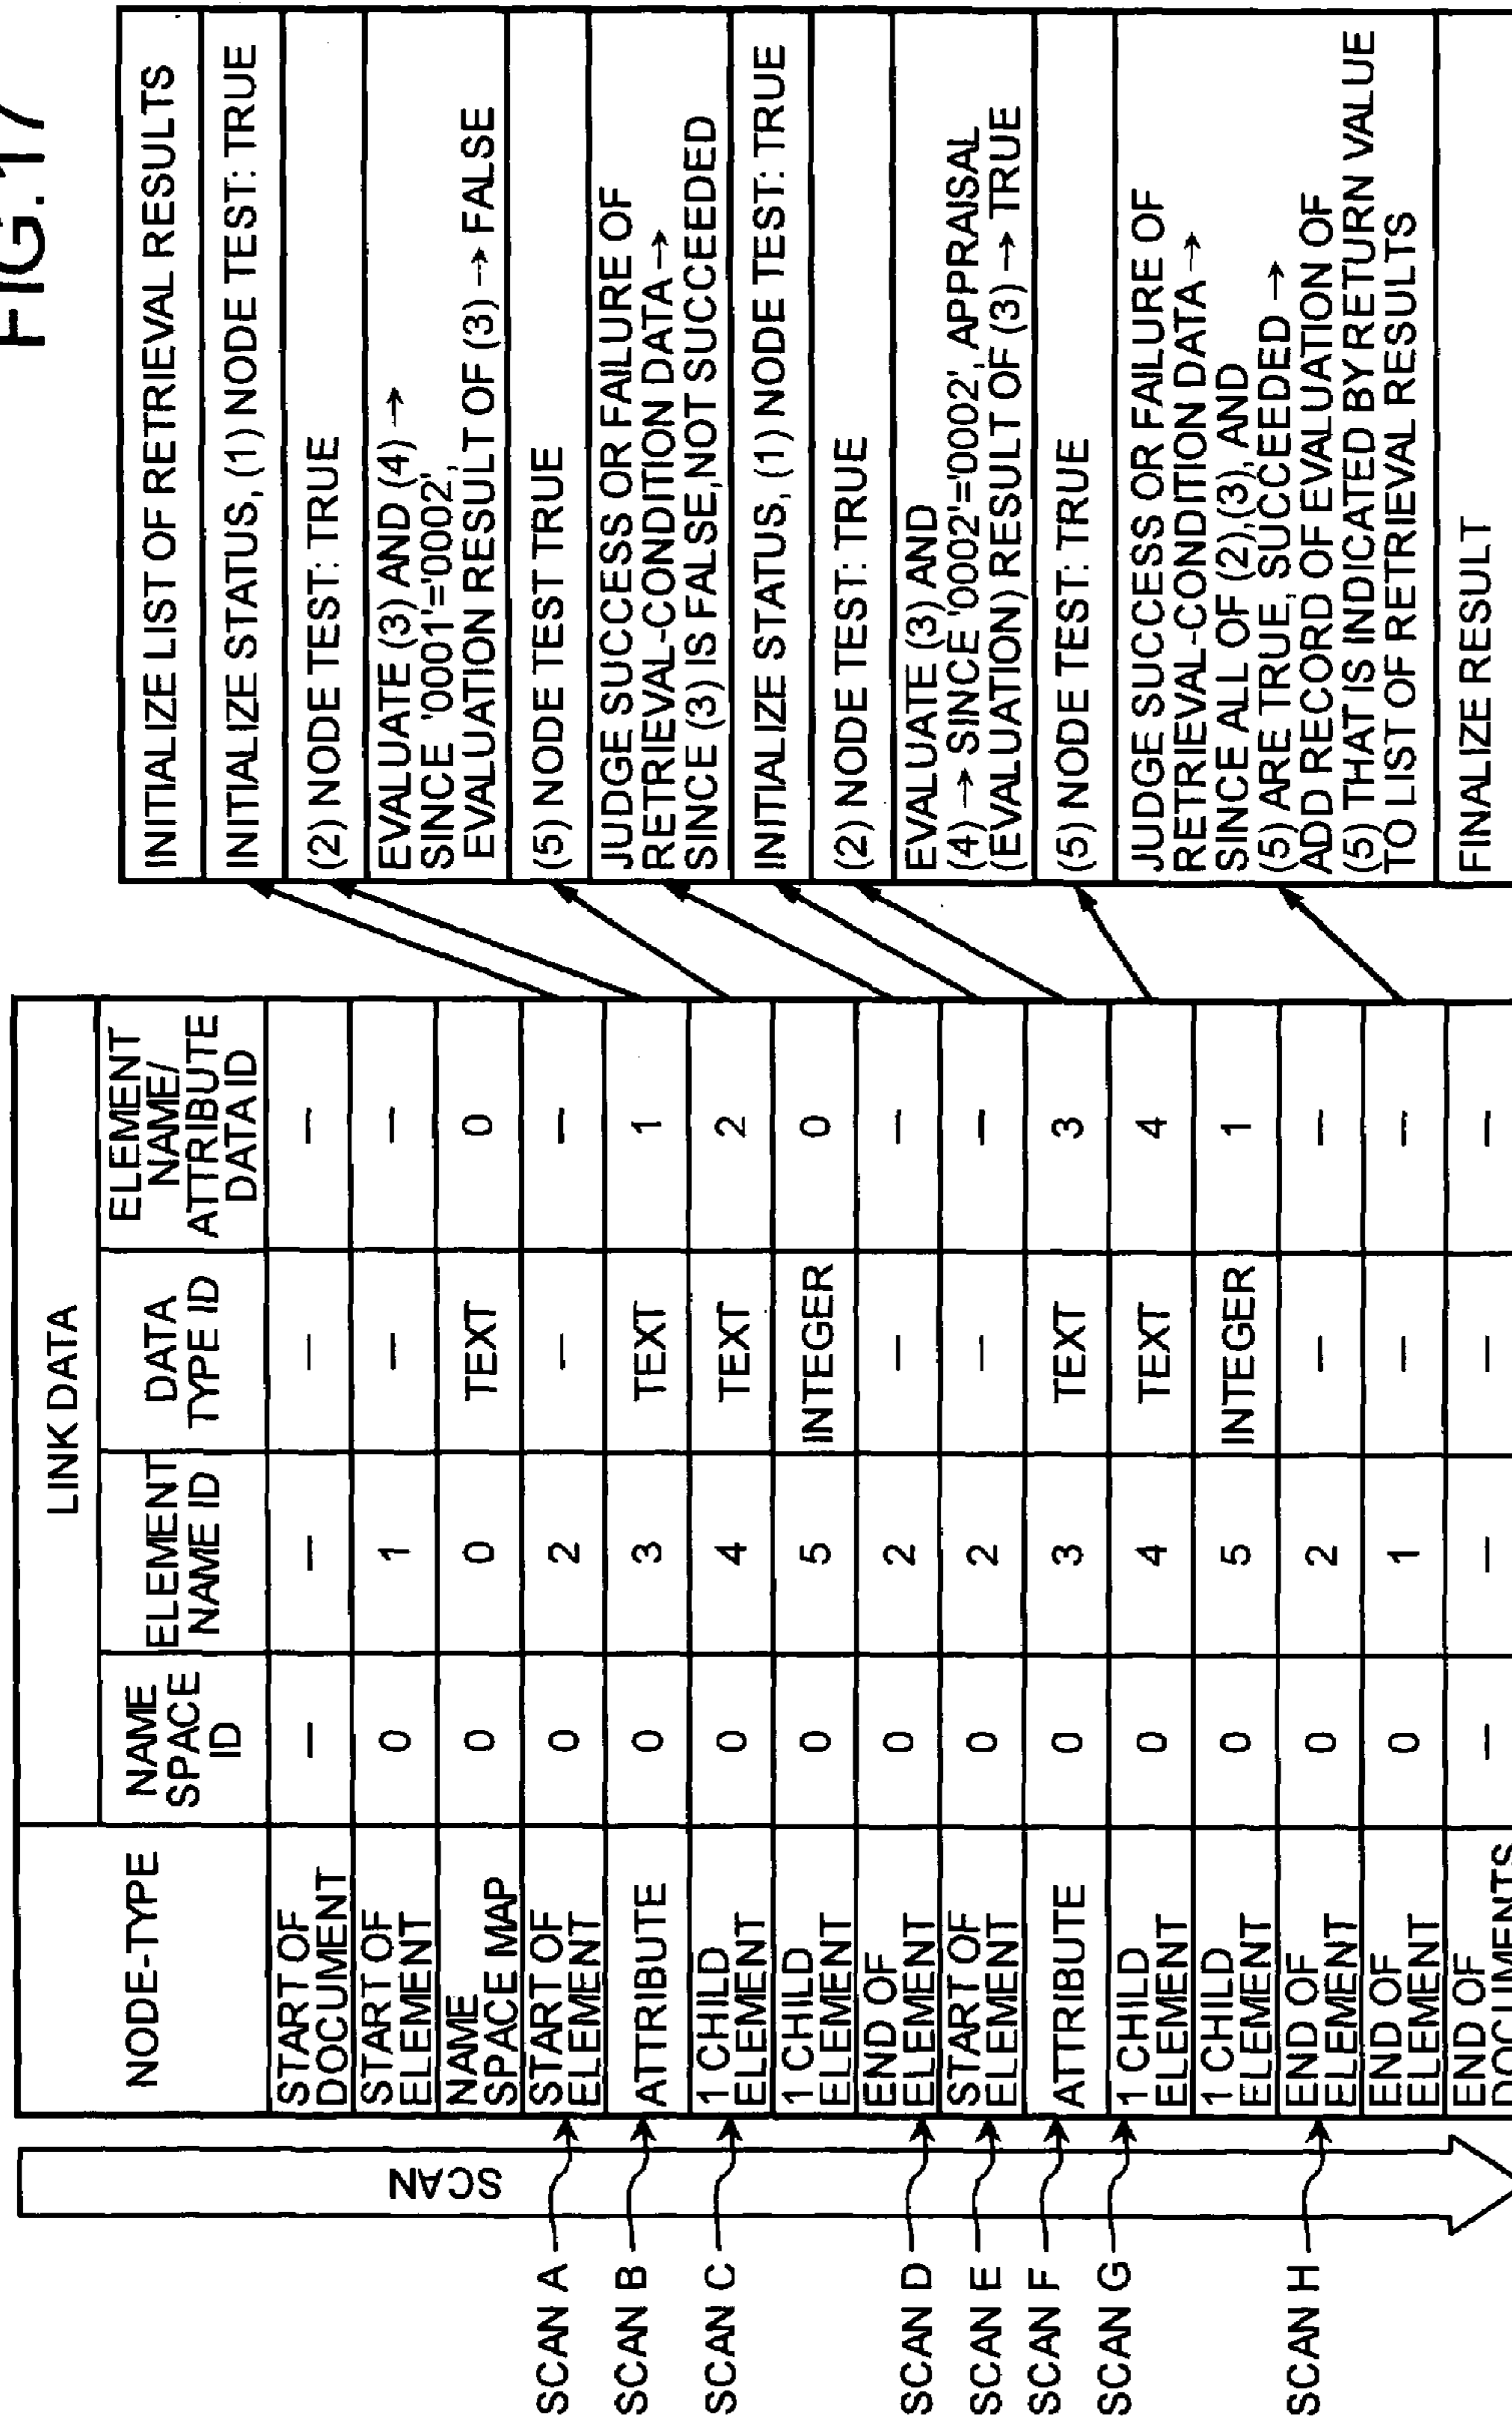 FIG.17
SCAN
SCAN A
SCAN B
SCAN C
SCAN D
SCAN E
SCAN F
SCAN G
SCAN H
NODE-TYPE
LINK DATA
NAME
SPACE
ID
ELEMENT
NAME ID
DATA
TYPE ID
ELEMENT
NAME/
ATTRIBUTE
DATA ID
START OF
DOCUMENT
– – – –
START OF
ELEMENT
0 1 – –
NAME
SPACE MAP
0 0 TEXT 0
START OF
ELEMENT
0 2 – –
ATTRIBUTE 0 3 TEXT 1
1 CHILD
ELEMENT
0 4 TEXT 2
1 CHILD
ELEMENT
0 5 INTEGER 0
END OF
ELEMENT
0 2 – –
START OF
ELEMENT
0 2 – –
ATTRIBUTE 0 3 TEXT 3
1 CHILD
ELEMENT
0 4 TEXT 4
1 CHILD
ELEMENT
0 5 INTEGER 1
END OF
ELEMENT
0 2 – –
END OF
ELEMENT
0 1 – –
END OF
DOCUMENTS
– – – –
INITIALIZE LIST OF RETRIEVAL RESULTS
INITIALIZE STATUS, (1) NODE TEST: TRUE
(2) NODE TEST: TRUE
EVALUATE (3) AND (4) →
SINCE '0001'='0002',
EVALUATION RESULT OF (3) → FALSE
(5) NODE TEST TRUE
JUDGE SUCCESS OR FAILURE OF
RETRIEVAL-CONDITION DATA →
SINCE (3) IS FALSE,NOT SUCCEEDED
INITIALIZE STATUS, (1) NODE TEST: TRUE
(2) NODE TEST: TRUE
EVALUATE (3) AND
(4) → SINCE '0002'='0002', APPRAISAL
(EVALUATION) RESULT OF (3) → TRUE
(5) NODE TEST: TRUE
JUDGE SUCCESS OR FAILURE OF
RETRIEVAL-CONDITION DATA →
SINCE ALL OF (2),(3), AND
(5) ARE TRUE, SUCCEEDED →
ADD RECORD OF EVALUATION OF
(5) THAT IS INDICATED BY RETURN VALUE
TO LIST OF RETRIEVAL RESULTS
FINALIZE RESULT